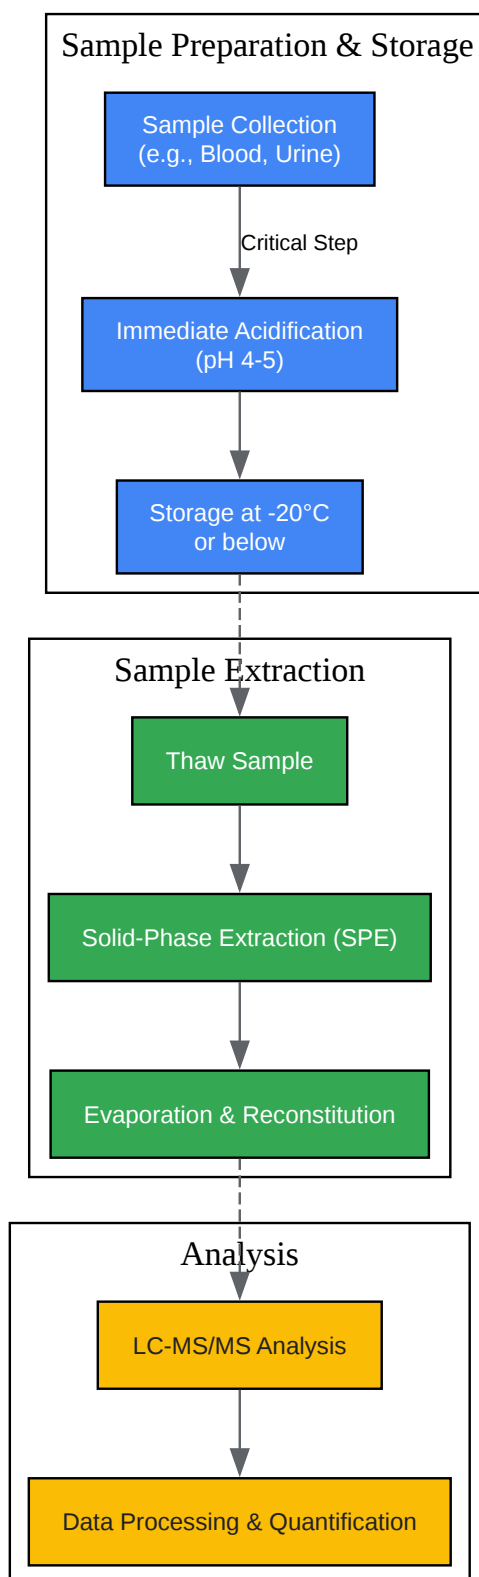 Sample Preparation & Storage
Sample Collection
(e.g., Blood, Urine)
Critical Step
Immediate Acidification
(pH 4-5)
Storage at -20°C
or below
Sample Extraction
Thaw Sample
Solid-Phase Extraction (SPE)
Evaporation & Reconstitution
Analysis
LC-MS/MS Analysis
Data Processing & Quantification